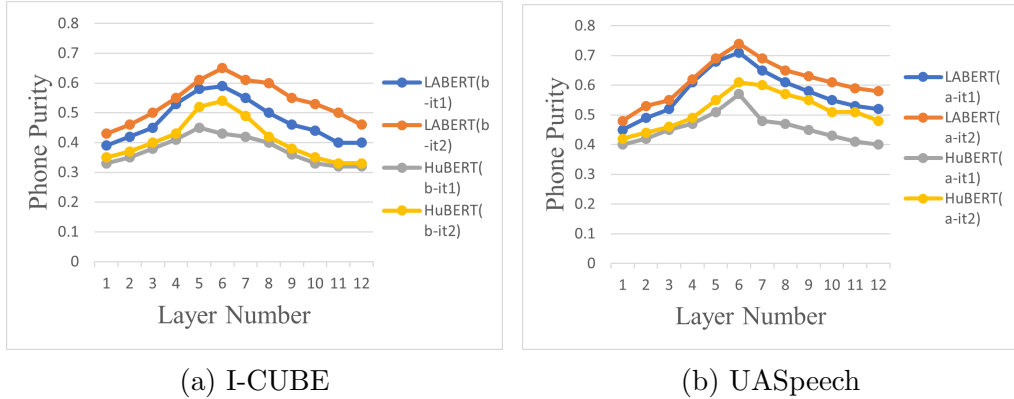 0.8
0.7
0.6
0.5
0.4
0.3
0.2
0.1
0
Phone Purity
1 2 3 4 5 6 7 8 9 10 11 12
Layer Number
LABERT(b
-it1)
LABERT(b
-it2)
HuBERT(
b-it1)
HuBERT(
b-it2)
(a) I-CUBE
0.8
0.7
0.6
0.5
0.4
0.3
0.2
0.1
0
Phone Purity
1 2 3 4 5 6 7 8 9 10 11 12
Layer Number
LABERT(
a-it1)
LABERT(
a-it2)
HuBERT(
a-it1)
HuBERT(
a-it2)
(b) UASpeech